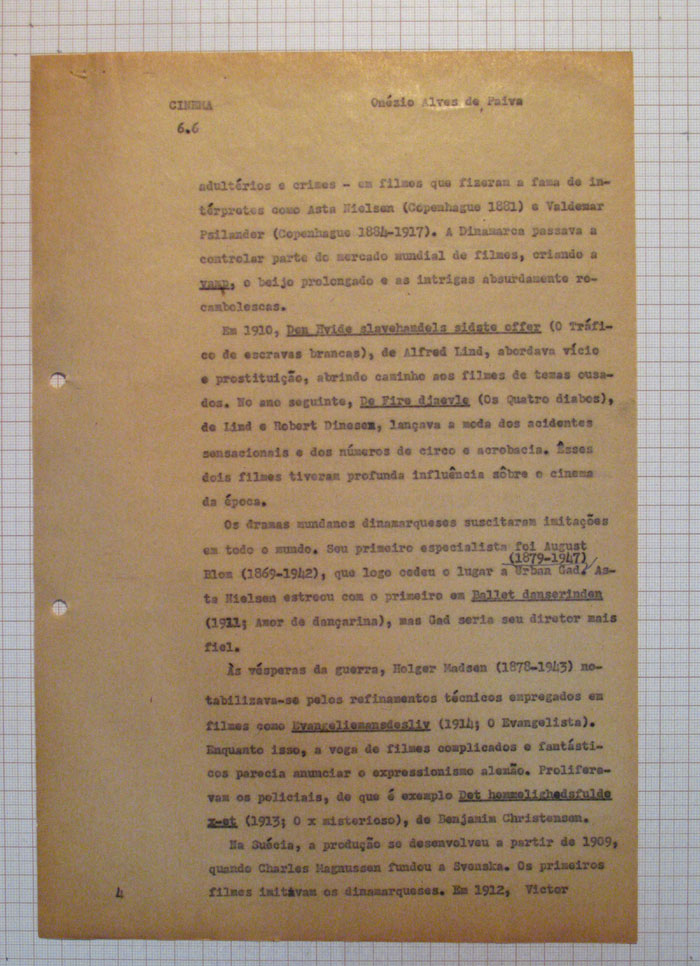 CINEMA
Onézio Alves de Paiva
6.6
adultérios e crimes - em filmes que fizeram a fama de in-
térpretes como Asta Nielsen (Copenhague 1881) e Valdemar
Psilander (Copenhague 1884-1917). A Dinamarca passava a
controlar parte do mercado mundial de filmes, criando a
vamp, o beijo prolongado e as intrigas absurdamente ro-
cambolescas.
Em 1910, Den Hvide slavehandels sidste offer (O Tráfi-
co de escravas brancas), de Alfred Lind, abordava vício
e prostituição, abrindo caminho aos filmes de temas ousa-
dos. No ano seguinte, De Fire djaevle (Os Quatro diabos),
de Lind e Robert Dinesen, lançava a moda dos acidentes
sensacionais e dos números de circo e acrobacia. Êsses
dois filmes tiveram profunda influência sôbre o cinema
da época.
Os dramas mundanos dinamarqueses suscitaram imitações
em todo o mundo. Seu primeiro especialista foi August
(1879-1947)
Blom (1869-1942), que logo cedeu o lugar a Urban Gad. As-
ta Nielsen estreou com o primeiro em Ballet danserinden
(1911; Amor de dançarina), mas Gad seria seu diretor mais
fiel.
Às vésperas da guerra, Holger Madsen (1878-1943) no-
tabilizava-se pelos refinamentos técnicos empregados em
filmes como Evangeliemansdesliv (1914; O Evangelista).
Enquanto isso, a voga de filmes complicados e fantásti-
cos parecia anunciar o expressionismo alemão. Prolifera-
vam os policiais, de que é exemplo Det hemmelighedsfulde
x-et (1913; O x misterioso), de Benjamin Christensen.
Na Suécia, a produção se desenvolveu a partir de 1909,
quando Charles Magnussen fundou a Svenska. Os primeiros
filmes imitavam os dinamarqueses. Em 1912, Victor
4